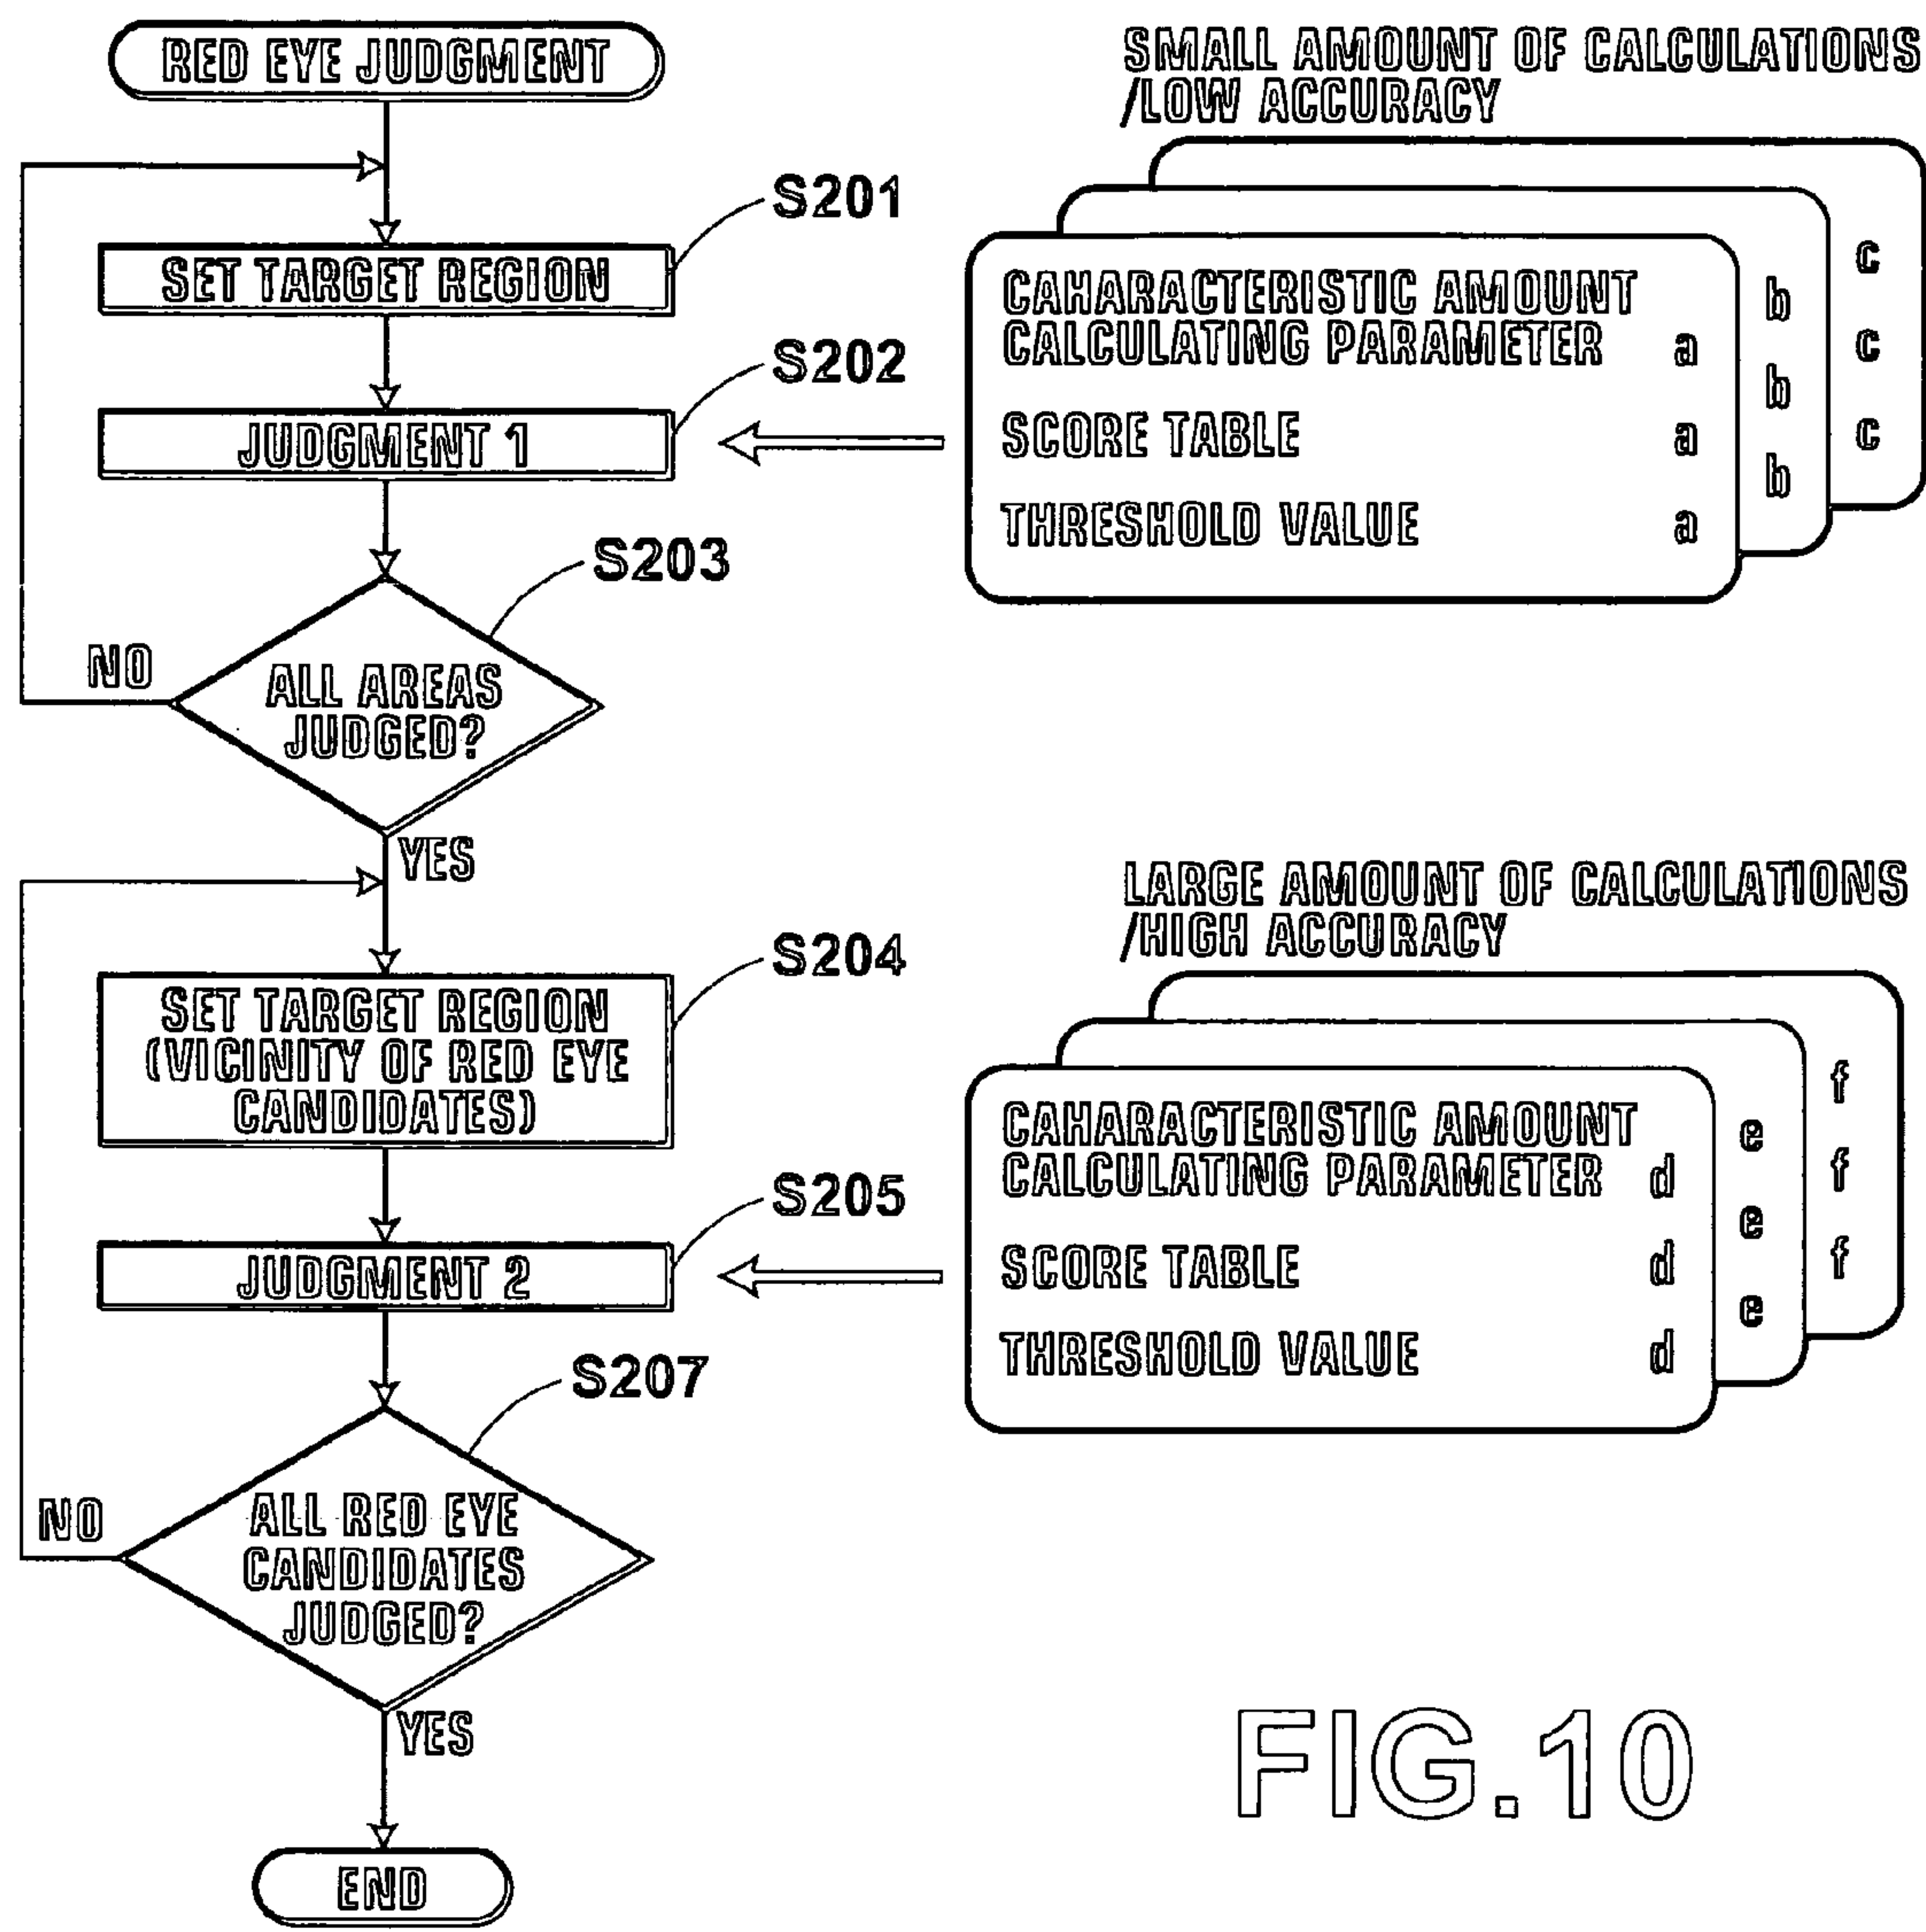 RED EYE JUDGMENT
S201
SET TARGET REGION
S202
JUDGMENT 1
S203
NO
ALL AREAS
JUDGED?
YES
S204
SET TARGET REGION
(VICINITY OF RED EYE
CANDIDATES)
S205
JUDGMENT 2
S207
NO
ALL RED EYE
CANDIDATES
JUDGED?
YES
END
SMALL AMOUNT OF CALCULATIONS
/LOW ACCURACY
CAHARACTERISTIC AMOUNT
CALCULATING PARAMETER a
SCORE TABLE a
THRESHOLD VALUE a
b
b
b
c
c
c
LARGE AMOUNT OF CALCULATIONS
/HIGH ACCURACY
CAHARACTERISTIC AMOUNT
CALCULATING PARAMETER d
SCORE TABLE d
THRESHOLD VALUE d
e
e
e
f
f
f
FIG.10